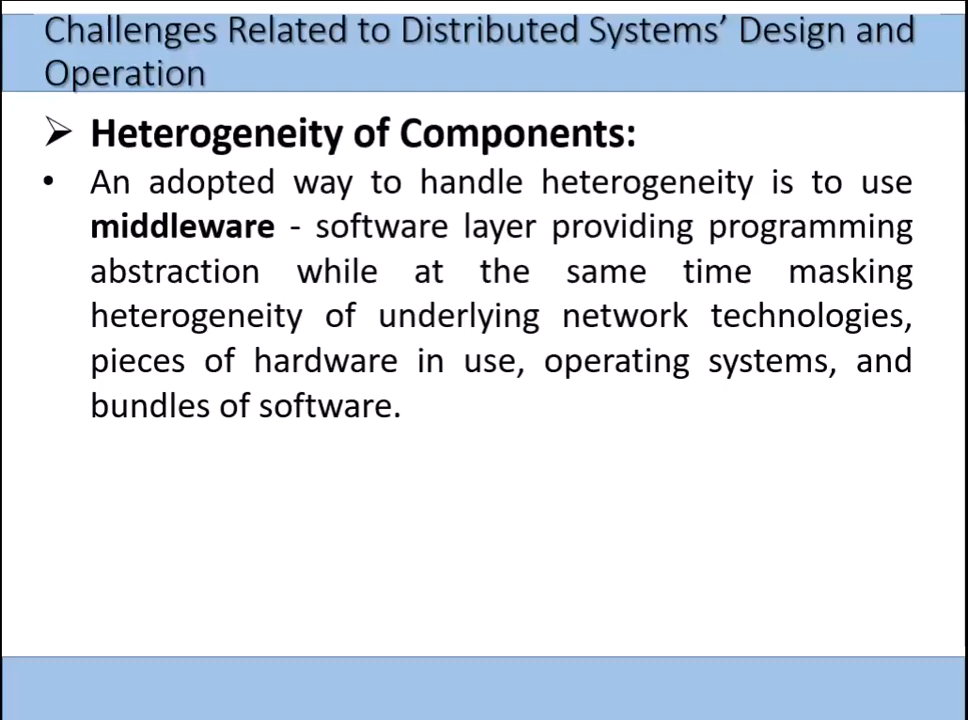 Challenges Related to Distributed Systems’ Design and
Operation
➢ Heterogeneity of Components:
• An adopted way to handle heterogeneity is to use
middleware - software layer providing programming
abstraction while at the same time masking
heterogeneity of underlying network technologies,
pieces of hardware in use, operating systems, and
bundles of software.